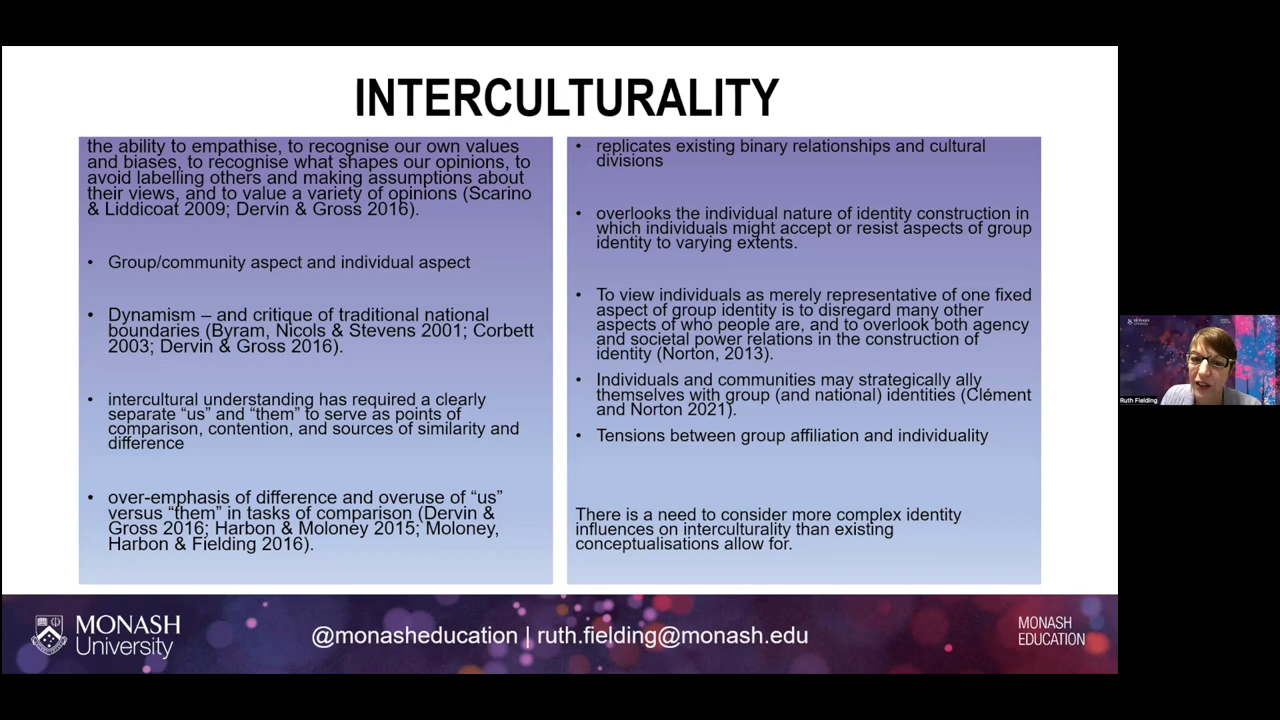 INTERCULTURALITY
the ability to empathise, to recognise our own values
and biases, to recognise what shapes our opinions, to
avoid labelling others and making assumptions about
their views, and to value a variety of opinions (Scarino
& Liddicoat 2009; Dervin & Gross 2016).
• Group/community aspect and individual aspect
• Dynamism – and critique of traditional national
boundaries (Byram, Nicols & Stevens 2001; Corbett
2003; Dervin & Gross 2016).
• intercultural understanding has required a clearly
separate “us” and “them” to serve as points of
comparison, contention, and sources of similarity and
difference
• over-emphasis of difference and overuse of “us”
versus “them” in tasks of comparison (Dervin &
Gross 2016; Harbon & Moloney 2015; Moloney,
Harbon & Fielding 2016).
• replicates existing binary relationships and cultural
divisions
• overlooks the individual nature of identity construction in
which individuals might accept or resist aspects of group
identity to varying extents.
• To view individuals as merely representative of one fixed
aspect of group identity is to disregard many other
aspects of who people are, and to overlook both agency
and societal power relations in the construction of
identity (Norton, 2013).
• Individuals and communities may strategically ally
themselves with group (and national) identities (Clément
and Norton 2021).
• Tensions between group affiliation and individuality
There is a need to consider more complex identity
influences on interculturality than existing
conceptualisations allow for.
MONASH
University
@monasheducation | ruth.fielding@monash.edu
MONASH
EDUCATION
MONASH
Ruth Fielding